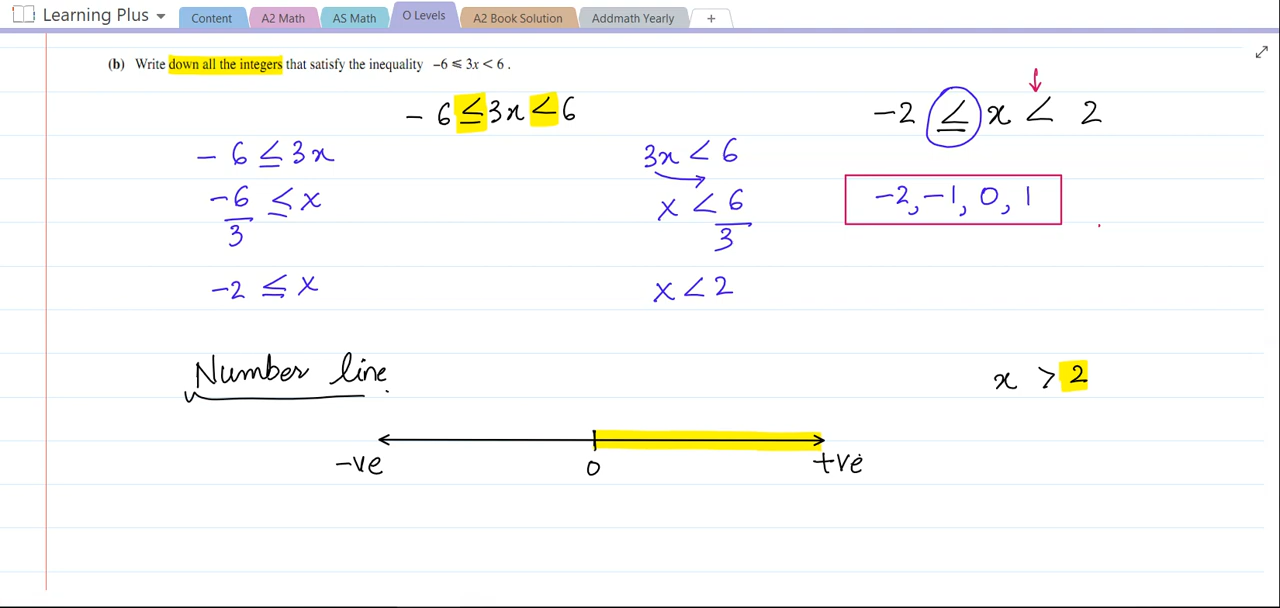 Learning Plus
Content A2 Math AS Math O Levels A2 Book Solution Addmath Yearly +
(b) Write down all the integers that satisfy the inequality −6 ⩽ 3x < 6 .
− 6 ≤ 3x < 6
−2 ≤ x < 2
− 6 ≤ 3x
3x < 6
−6/3 ≤ x
x < 6/3
−2, −1, 0, 1
−2 ≤ x
x < 2
Number line.
x > 2
−ve 0 +ve